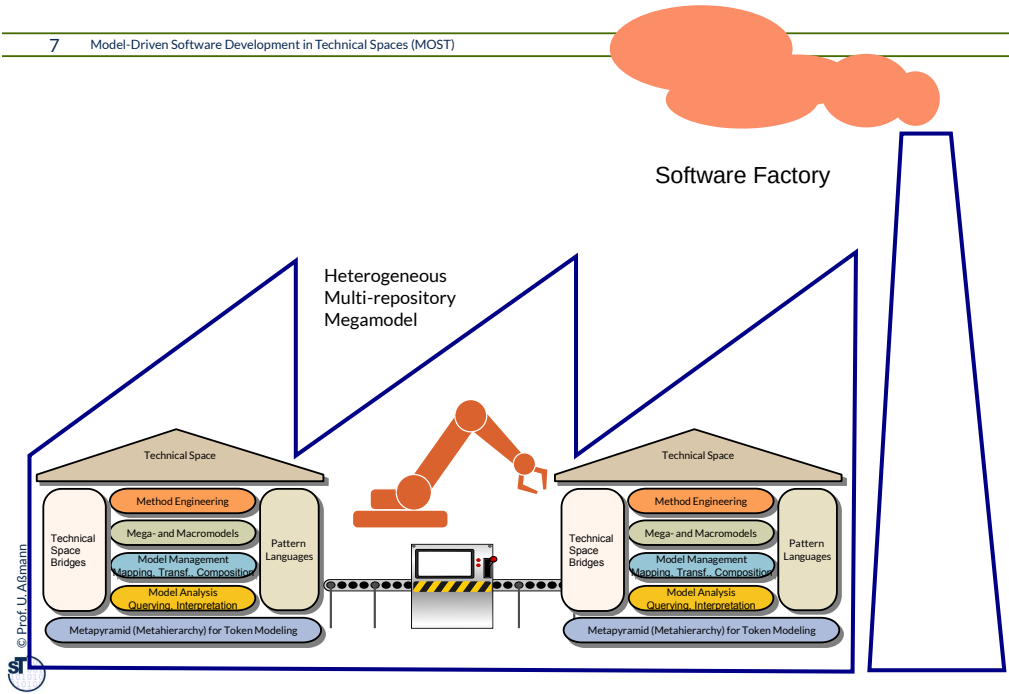 7 Model-Driven Software Development in Technical Spaces (MOST)
Software Factory
Heterogeneous
Multi-repository
Megamodel
Technical Space
Technical
Space
Bridges
Method Engineering
Mega- and Macromodels
Model Management
Mapping, Transf., Composition
Model Analysis
Querying, Interpretation
Pattern
Languages
Metapyramid (Metahierarchy) for Token Modeling
Technical Space
Technical
Space
Bridges
Method Engineering
Mega- and Macromodels
Model Management
Mapping, Transf., Composition
Model Analysis
Querying, Interpretation
Pattern
Languages
Metapyramid (Metahierarchy) for Token Modeling
© Prof. U. Aßmann
ST